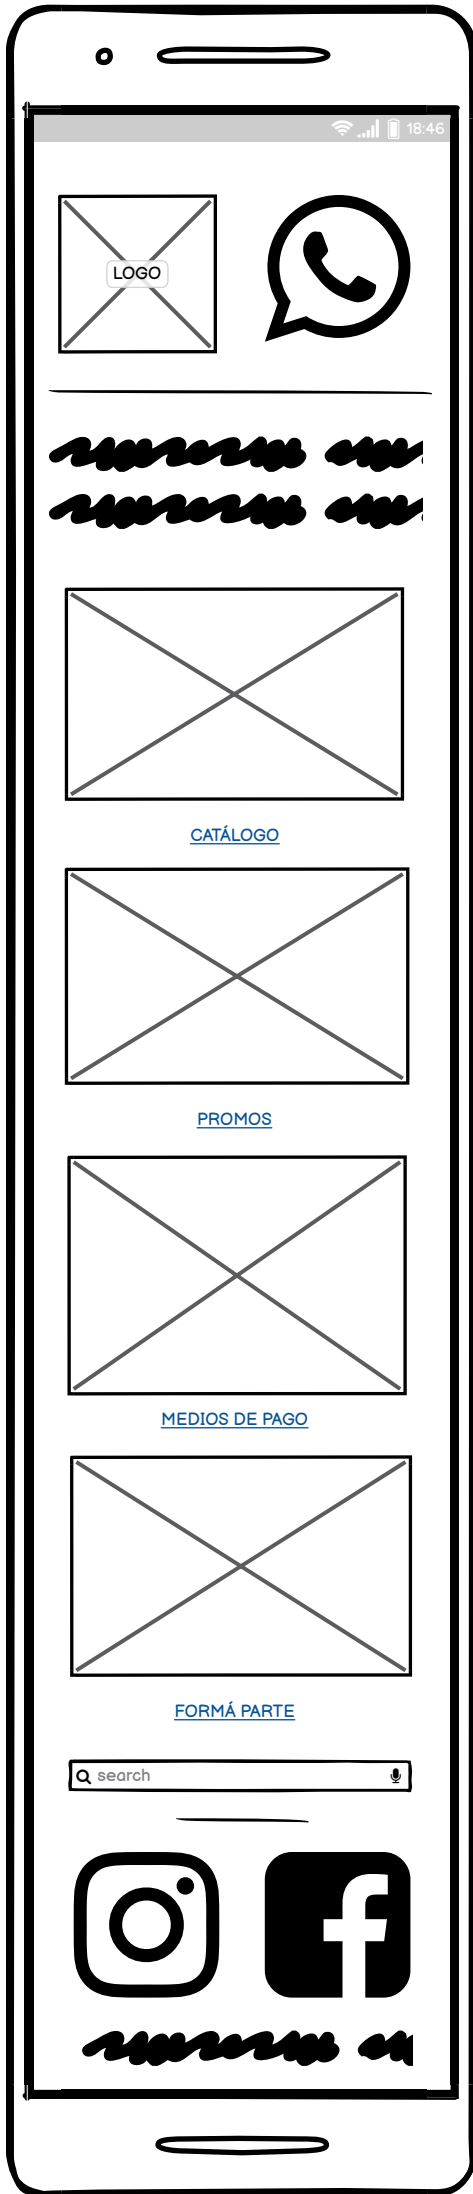 18:46
LOGO
CATÁLOGO
PROMOS
MEDIOS DE PAGO
FORMÁ PARTE
search